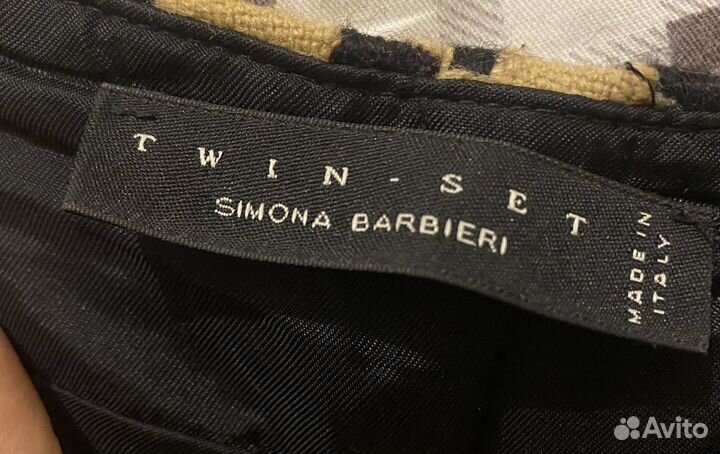 TWIN-SET
SIMONA BARBIERI
MADE IN
ITALY
Avito